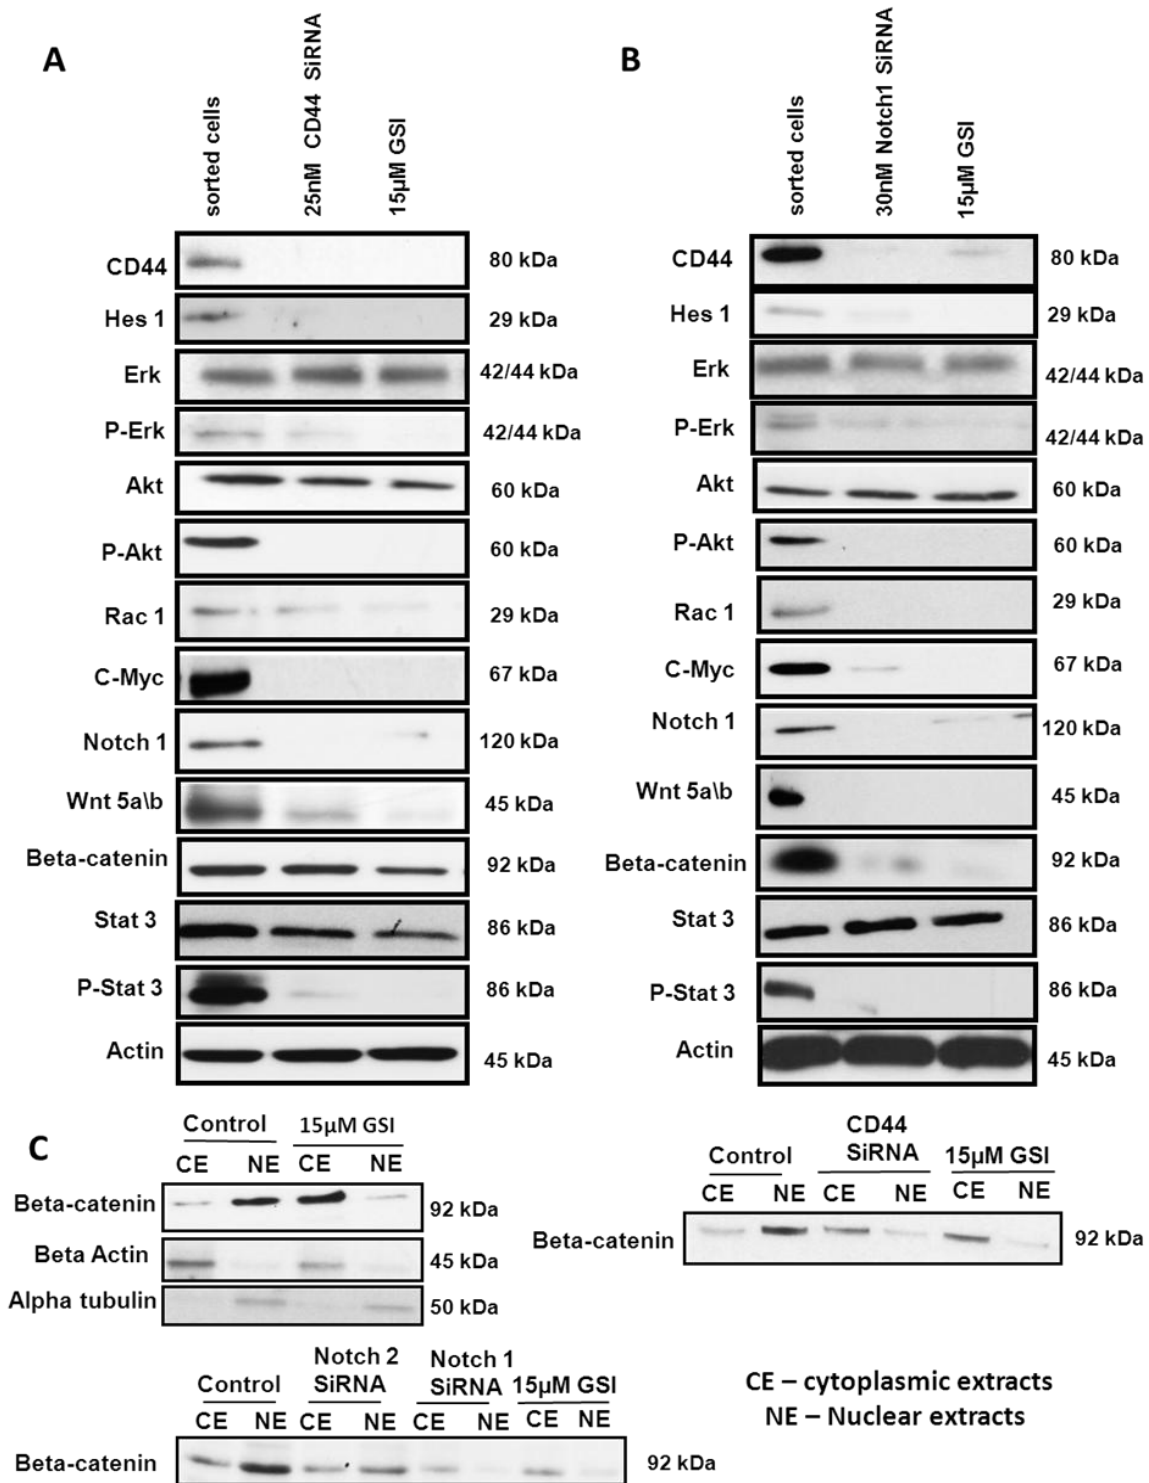 A
sorted cells
25nM CD44 SiRNA
15µM GSI
CD44 80 kDa
Hes 1 29 kDa
Erk 42/44 kDa
P-Erk 42/44 kDa
Akt 60 kDa
P-Akt 60 kDa
Rac 1 29 kDa
C-Myc 67 kDa
Notch 1 120 kDa
Wnt 5a\b 45 kDa
Beta-catenin 92 kDa
Stat 3 86 kDa
P-Stat 3 86 kDa
Actin 45 kDa
B
sorted cells
30nM Notch1 SiRNA
15µM GSI
CD44 80 kDa
Hes 1 29 kDa
Erk 42/44 kDa
P-Erk 42/44 kDa
Akt 60 kDa
P-Akt 60 kDa
Rac 1 29 kDa
C-Myc 67 kDa
Notch 1 120 kDa
Wnt 5a\b 45 kDa
Beta-catenin 92 kDa
Stat 3 86 kDa
P-Stat 3 86 kDa
Actin 45 kDa
C
Control 15µM GSI
CE NE CE NE
Beta-catenin 92 kDa
Beta Actin 45 kDa
Alpha tubulin 50 kDa
CD44
Control SiRNA 15µM GSI
CE NE CE NE CE NE
Beta-catenin 92 kDa
Notch 2 Notch 1
Control SiRNA SiRNA 15µM GSI
CE NE CE NE CE NE CE NE
Beta-catenin 92 kDa
CE – cytoplasmic extracts
NE – Nuclear extracts